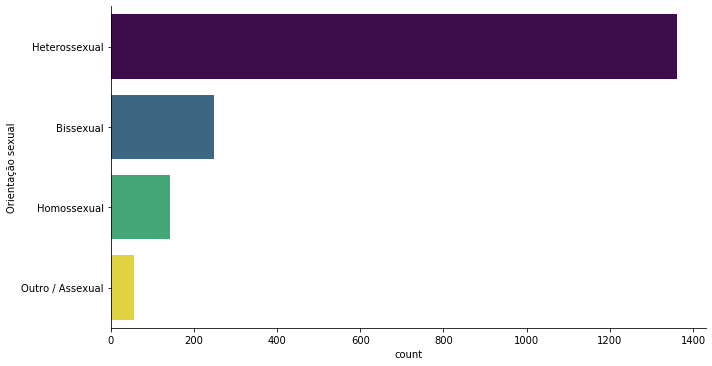 Orientação sexual
Heterossexual
Bissexual
Homossexual
Outro / Assexual
0 200 400 600 800 1000 1200 1400
count